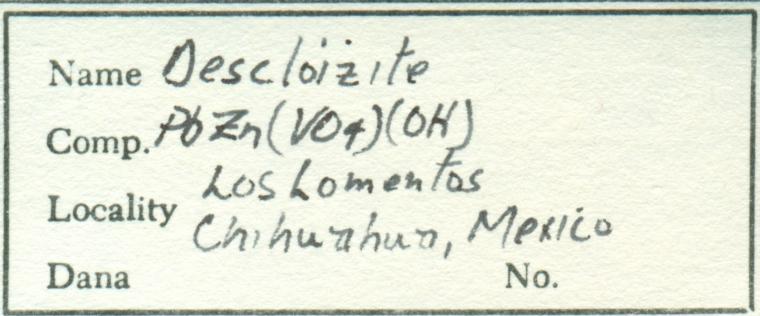 Name Descloizite
Comp. PbZn(VO4)(OH)
Los Lomentos
Locality
Chihuahua, Mexico
Dana No.